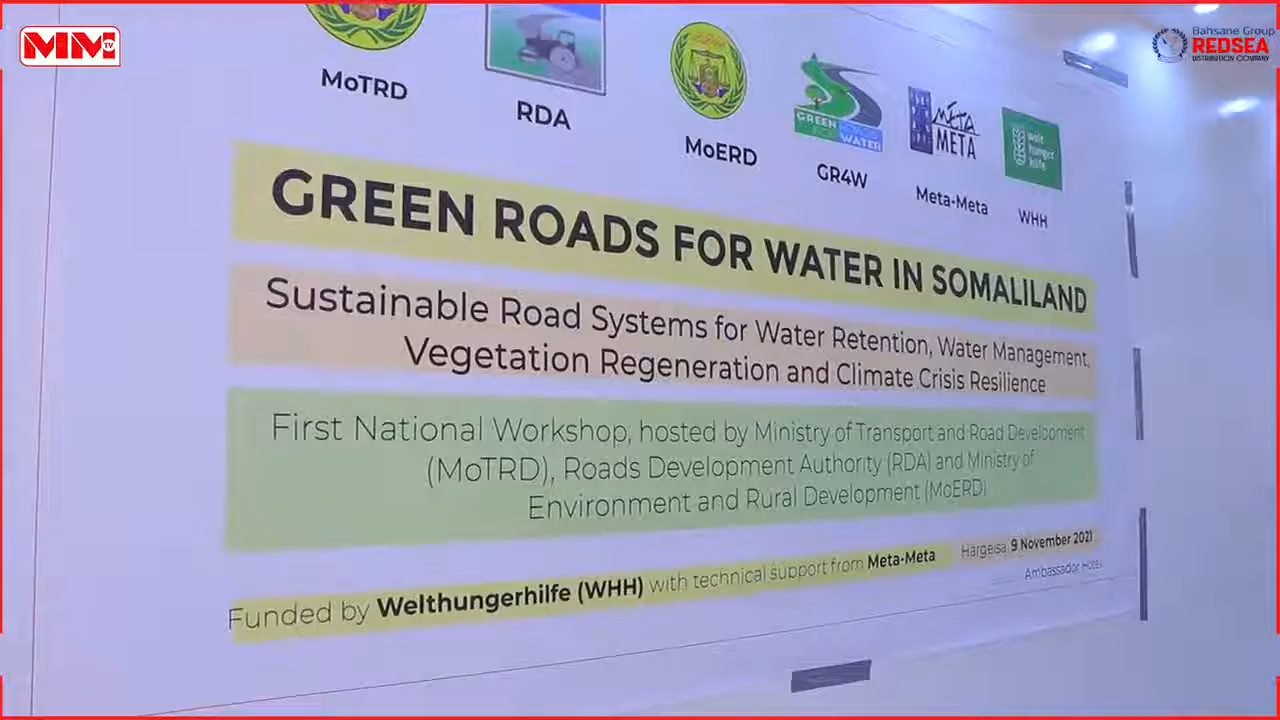 MM TV
Bahsane Group
REDSEA
DISTRIBUTION COMPANY
MoTRD
RDA
MoERD
GREEN ROADS
FOR WATER
GR4W
META
META
Meta-Meta
welt
hunger
hilfe
WHH
GREEN ROADS FOR WATER IN SOMALILAND
Sustainable Road Systems for Water Retention, Water Management,
Vegetation Regeneration and Climate Crisis Resilience
First National Workshop, hosted by Ministry of Transport and Road Development
(MoTRD), Roads Development Authority (RDA) and Ministry of
Environment and Rural Development (MoERD)
Funded by Welthungerhilfe (WHH) with technical support from Meta-Meta
Hargeisa 9 November 2021
Ambassador Hotel